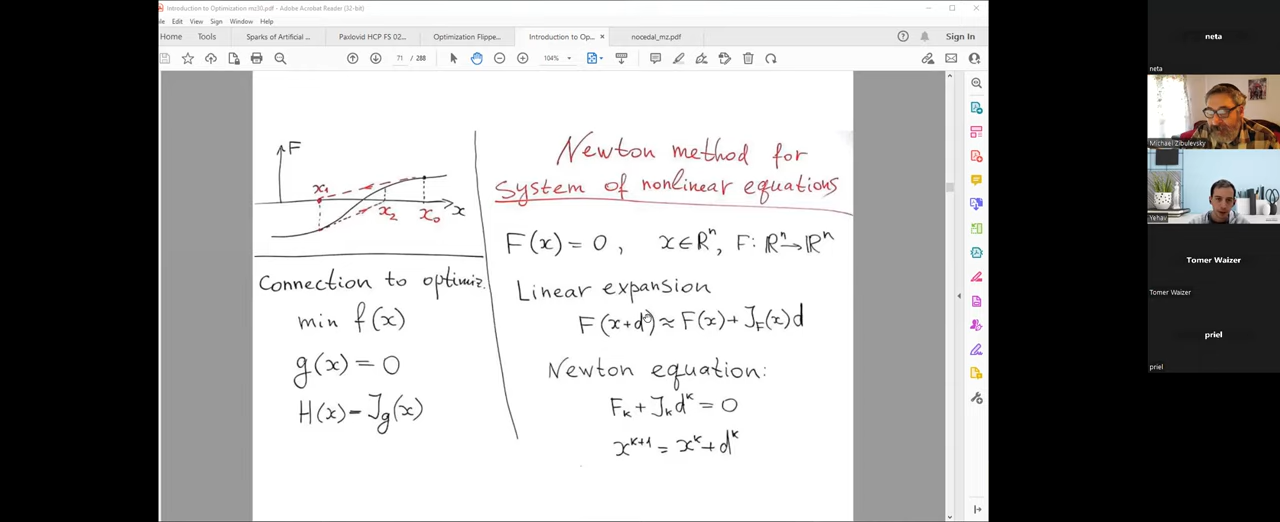 Introduction to Optimization mz30.pdf - Adobe Acrobat Reader (32-bit)
Edit View Sign Window Help
Home Tools Sparks of Artificial ... Paxlovid HCP FS 02... Optimization Flippe... Introduction to Op... × nocedal_mz.pdf Sign In
71 / 288 104%
F
x₁
x₂ x₀ x
Connection to optimiz.
min f(x)
g(x) = 0
H(x) = J_g(x)
Newton method for
system of nonlinear equations
F(x) = 0, x ∈ Rⁿ, F: Rⁿ → Rⁿ
Linear expansion
F(x+d) ≈ F(x) + J_F(x)d
Newton equation:
F_k + J_k d^k = 0
x^{k+1} = x^k + d^k
neta
neta
Michael Zibulevsky
Yehav
Tomer Waizer
Tomer Waizer
priel
priel